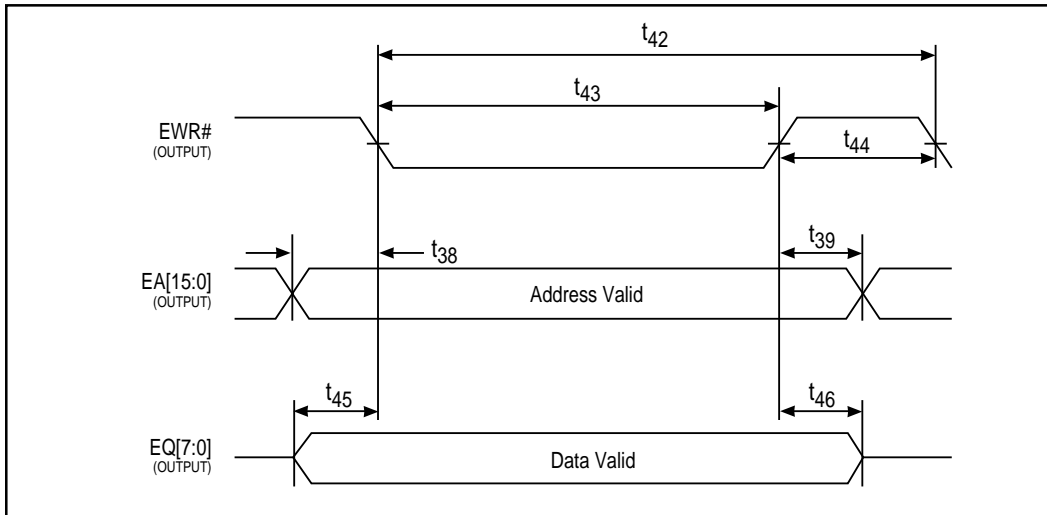 t42
t43
EWR#
(OUTPUT)
t44
t38
t39
EA[15:0]
(OUTPUT)
Address Valid
t45
t46
EQ[7:0]
(OUTPUT)
Data Valid